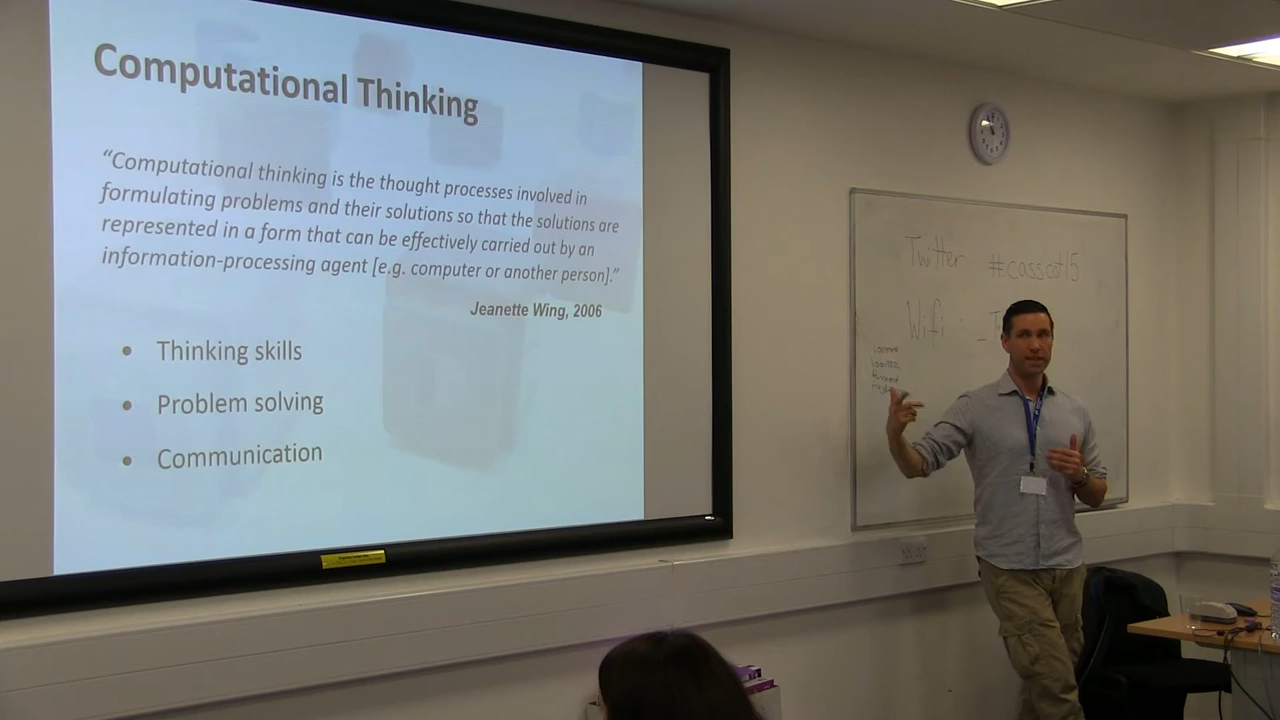 Computational Thinking
“Computational thinking is the thought processes involved in
formulating problems and their solutions so that the solutions are
represented in a form that can be effectively carried out by an
information-processing agent [e.g. computer or another person].”
Jeanette Wing, 2006
• Thinking skills
• Problem solving
• Communication
Twitter #casscot15
Wifi :